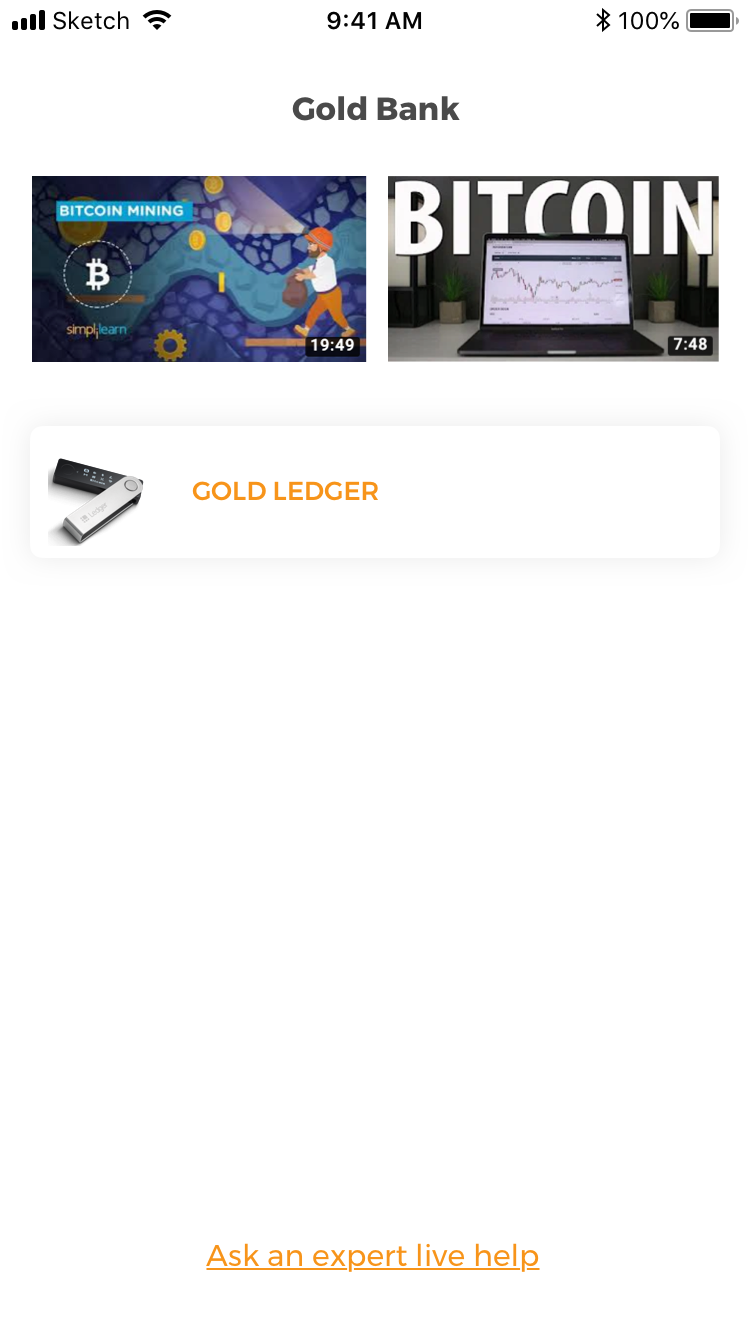 Sketch
9:41 AM
100%
Gold Bank
BITCOIN MINING
simplilearn
19:49
BITCOIN
7:48
Ledger
GOLD LEDGER
Ask an expert live help